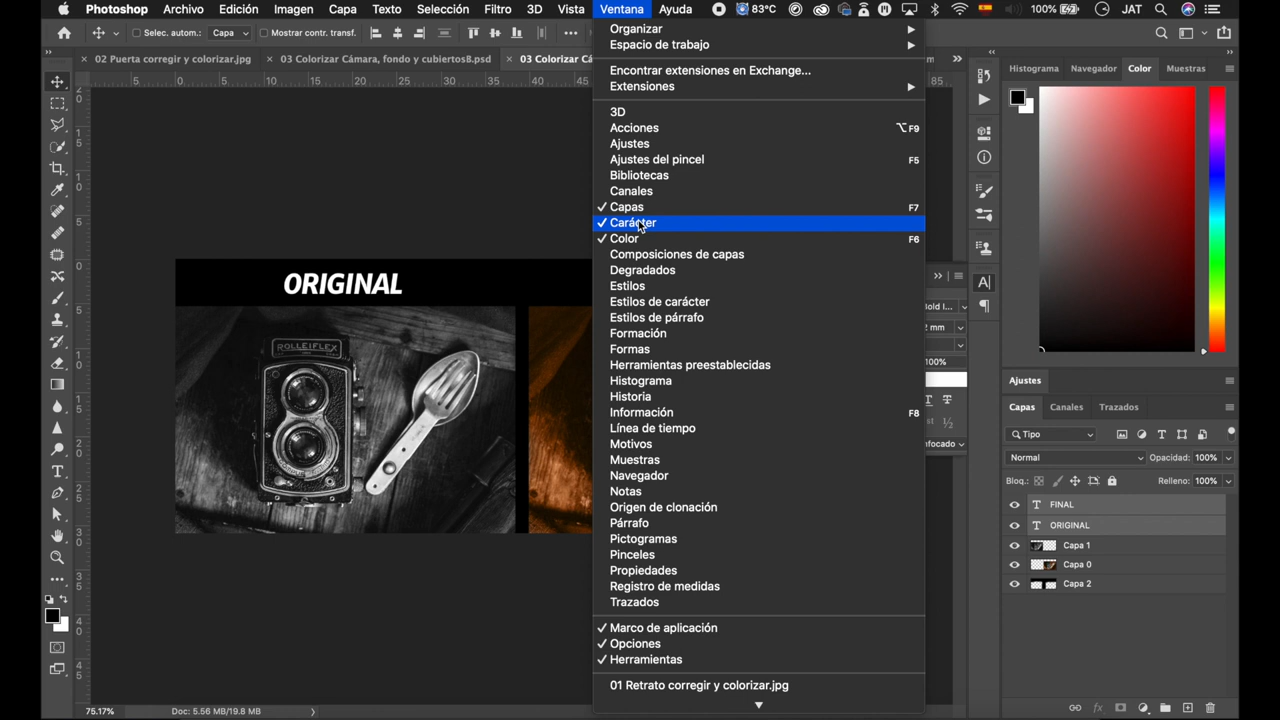 Photoshop Archivo Edición Imagen Capa Texto Selección Filtro 3D Vista Ventana Ayuda 83°C 100% JAT
Selec. autom.: Capa Mostrar contr. transf.
02 Puerta corregir y colorizar.jpg 03 Colorizar Cámara, fondo y cubiertos8.psd 03 Colorizar Cá
Organizar
Espacio de trabajo
Encontrar extensiones en Exchange...
Extensiones
3D
Acciones ⌥F9
Ajustes
Ajustes del pincel F5
Bibliotecas
Canales
✓ Capas F7
✓ Carácter
✓ Color F6
Composiciones de capas
Degradados
Estilos
Estilos de carácter
Estilos de párrafo
Formación
Formas
Herramientas preestablecidas
Histograma
Historia
Información F8
Línea de tiempo
Motivos
Muestras
Navegador
Notas
Origen de clonación
Párrafo
Pictogramas
Pinceles
Propiedades
Registro de medidas
Trazados
✓ Marco de aplicación
✓ Opciones
✓ Herramientas
01 Retrato corregir y colorizar.jpg
ORIGINAL
ROLLEIFLEX
Bold I...
2 mm
100%
nfocado
Histograma Navegador Color Muestras
Ajustes
Capas Canales Trazados
Tipo
Normal Opacidad: 100%
Bloq.: Relleno: 100%
T FINAL
T ORIGINAL
Capa 1
Capa 0
Capa 2
75.17% Doc: 5.56 MB/19.8 MB